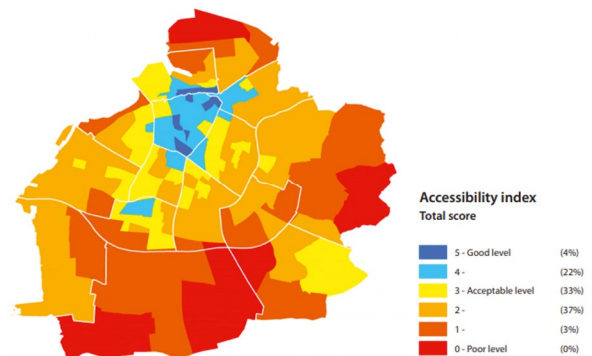 Accessibility index
Total score
5 - Good level (4%)
4 - (22%)
3 - Acceptable level (33%)
2 - (37%)
1 - (3%)
0 - Poor level (0%)